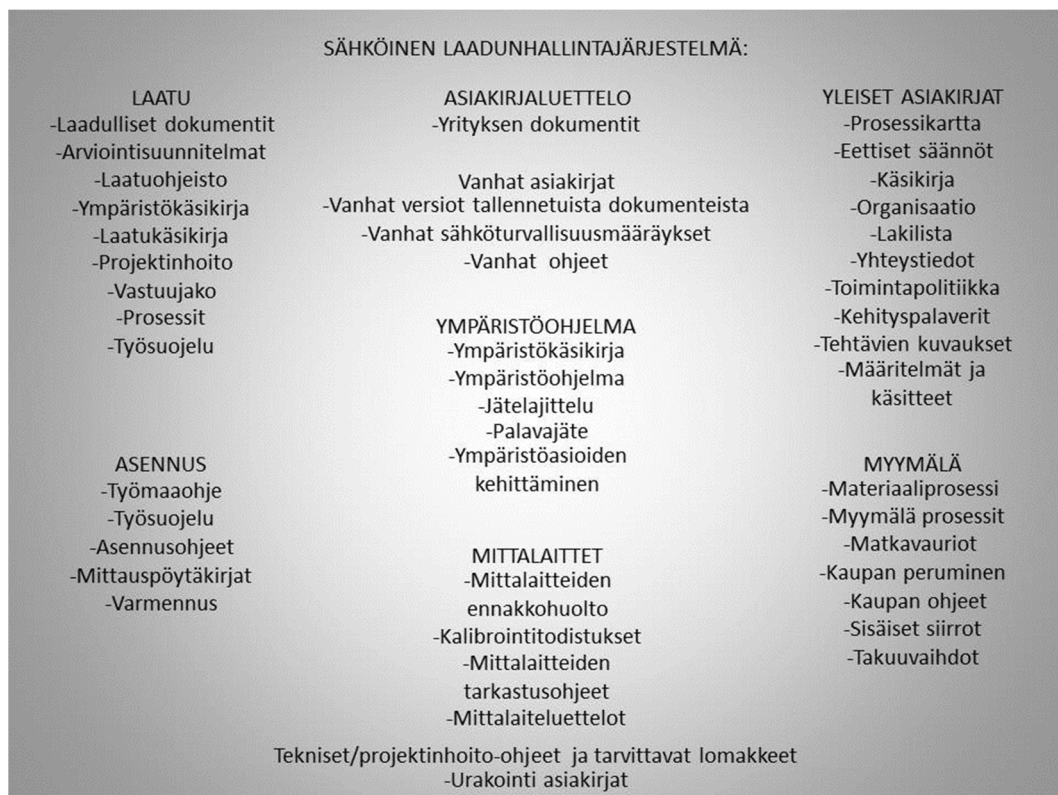 SÄHKÖINEN LAADUNHALLINTAJÄRJESTELMÄ:
LAATU
-Laadulliset dokumentit
-Arviointisuunnitelmat
-Laatuohjeisto
-Ympäristökäsikirja
-Laatukäsikirja
-Projektinhoito
-Vastuujako
-Prosessit
-Työsuojelu
ASENNUS
-Työmaaohje
-Työsuojelu
-Asennusohjeet
-Mittauspöytäkirjat
-Varmennus
ASIAKIRJALUETTELO
-Yrityksen dokumentit
Vanhat asiakirjat
-Vanhat versiot tallennetuista dokumenteista
-Vanhat sähköturvallisuusmääräykset
-Vanhat ohjeet
YMPÄRISTÖOHJELMA
-Ympäristökäsikirja
-Ympäristöohjelma
-Jätelajittelu
-Palavajäte
-Ympäristöasioiden
kehittäminen
MITTALAITTET
-Mittalaitteiden
ennakkohuolto
-Kalibrointitodistukset
-Mittalaitteiden
tarkastusohjeet
-Mittalaiteluettelot
YLEISET ASIAKIRJAT
-Prosessikartta
-Eettiset säännöt
-Käsikirja
-Organisaatio
-Lakilista
-Yhteystiedot
-Toimintapolitiikka
-Kehityspalaverit
-Tehtävien kuvaukset
-Määritelmät ja
käsitteet
MYYMÄLÄ
-Materiaaliprosessi
-Myymälä prosessit
-Matkavauriot
-Kaupan peruminen
-Kaupan ohjeet
-Sisäiset siirrot
-Takuuvaihdot
Tekniset/projektinhoito-ohjeet ja tarvittavat lomakkeet
-Urakointi asiakirjat